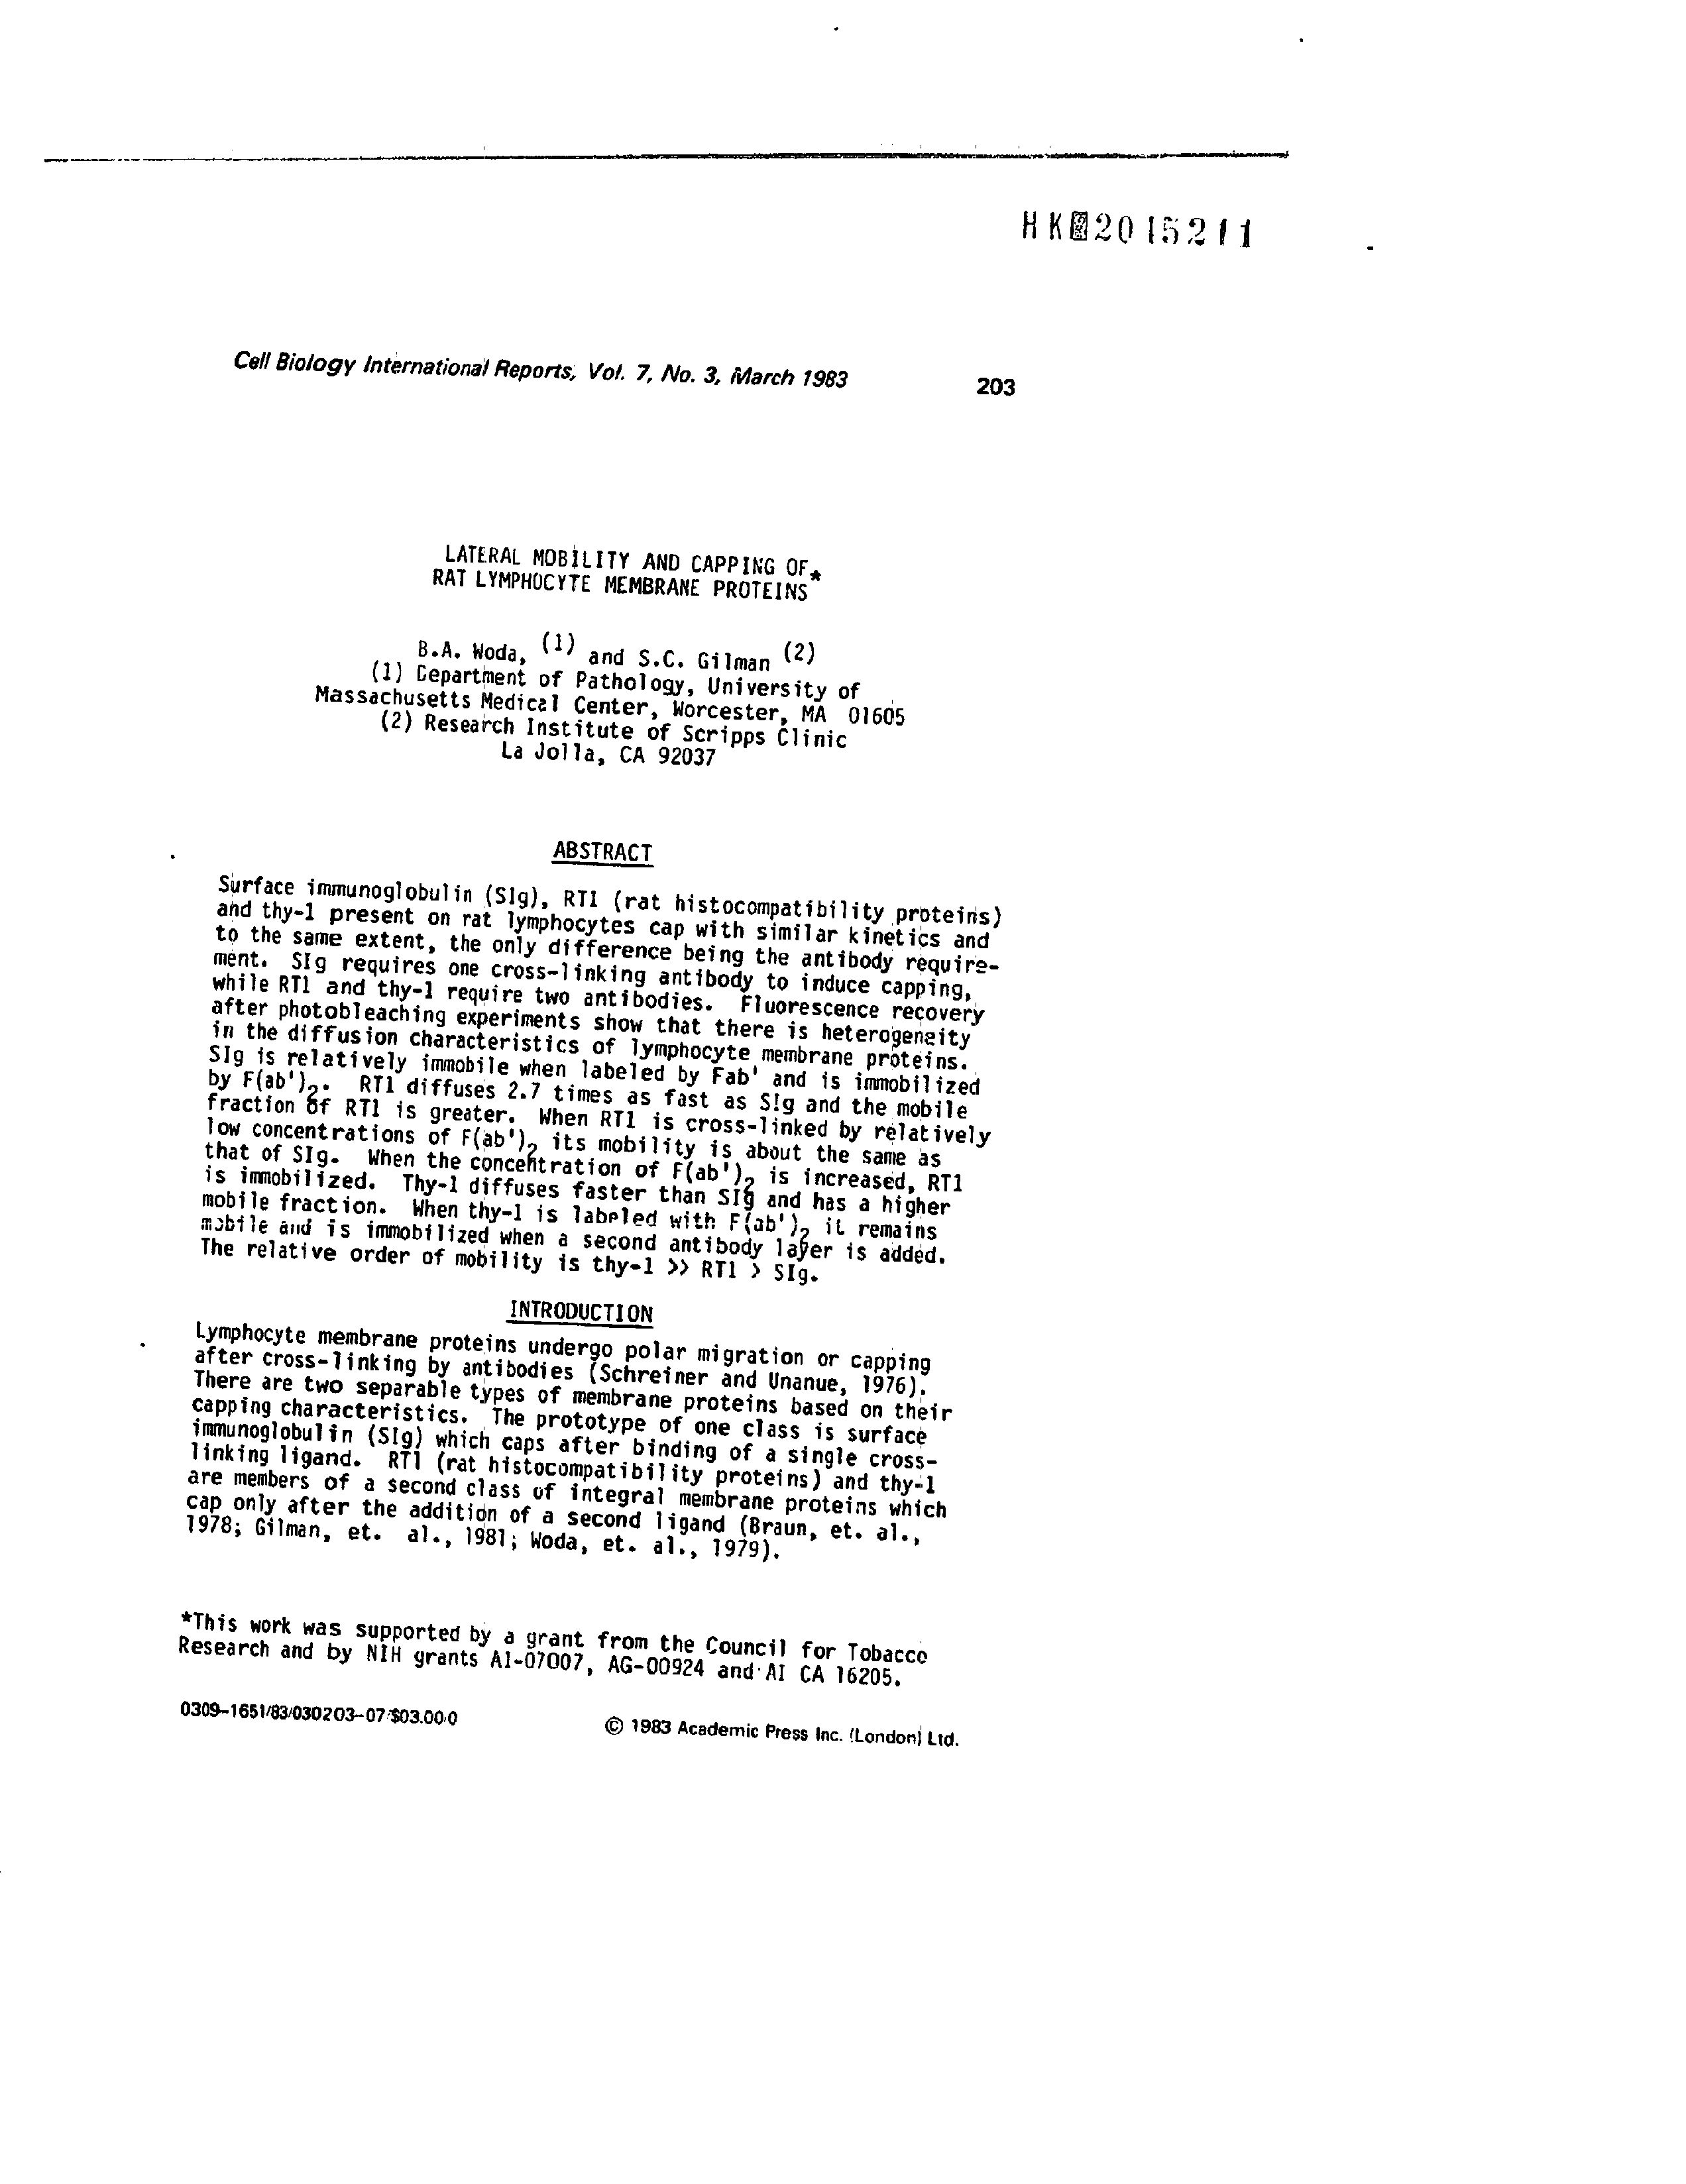 HK 2015211
Cell Biology International Reports, Vol. 7, No. 3, March 1983 203
LATERAL MOBILITY AND CAPPING OF
RAT LYMPHOCYTE MEMBRANE PROTEINS*
B.A. Woda, (1) and S.C. Gilman (2)
(1) Department of Pathology, University of
Massachusetts Medical Center, Worcester, MA 01605
(2) Research Institute of Scripps Clinic
La Jolla, CA 92037
ABSTRACT
Surface immunoglobulin (SIg), RT1 (rat histocompatibility proteins)
and thy-1 present on rat lymphocytes cap with similar kinetics and
to the same extent, the only difference being the antibody require-
ment. SIg requires one cross-linking antibody to induce capping,
while RT1 and thy-1 require two antibodies. Fluorescence recovery
after photobleaching experiments show that there is heterogeneity
in the diffusion characteristics of lymphocyte membrane proteins.
SIg is relatively immobile when labeled by Fab' and is immobilized
by F(ab')2. RT1 diffuses 2.7 times as fast as SIg and the mobile
fraction of RT1 is greater. When RT1 is cross-linked by relatively
low concentrations of F(ab')2 its mobility is about the same as
that of SIg. When the concentration of F(ab')2 is increased, RT1
is immobilized. Thy-1 diffuses faster than SIg and has a higher
mobile fraction. When thy-1 is labeled with F(ab')2 it remains
mobile and is immobilized when a second antibody layer is added.
The relative order of mobility is thy-1 >> RT1 > SIg.
INTRODUCTION
Lymphocyte membrane proteins undergo polar migration or capping
after cross-linking by antibodies (Schreiner and Unanue, 1976).
There are two separable types of membrane proteins based on their
capping characteristics. The prototype of one class is surface
immunoglobulin (SIg) which caps after binding of a single cross-
linking ligand. RT1 (rat histocompatibility proteins) and thy-1
are members of a second class of integral membrane proteins which
cap only after the addition of a second ligand (Braun, et. al.,
1978; Gilman, et. al., 1981; Woda, et. al., 1979).
*This work was supported by a grant from the Council for Tobacco
Research and by NIH grants AI-07007, AG-00924 and AI CA 16205.
0309-1651/83/030203-07/$03.00/0 © 1983 Academic Press Inc. (London) Ltd.